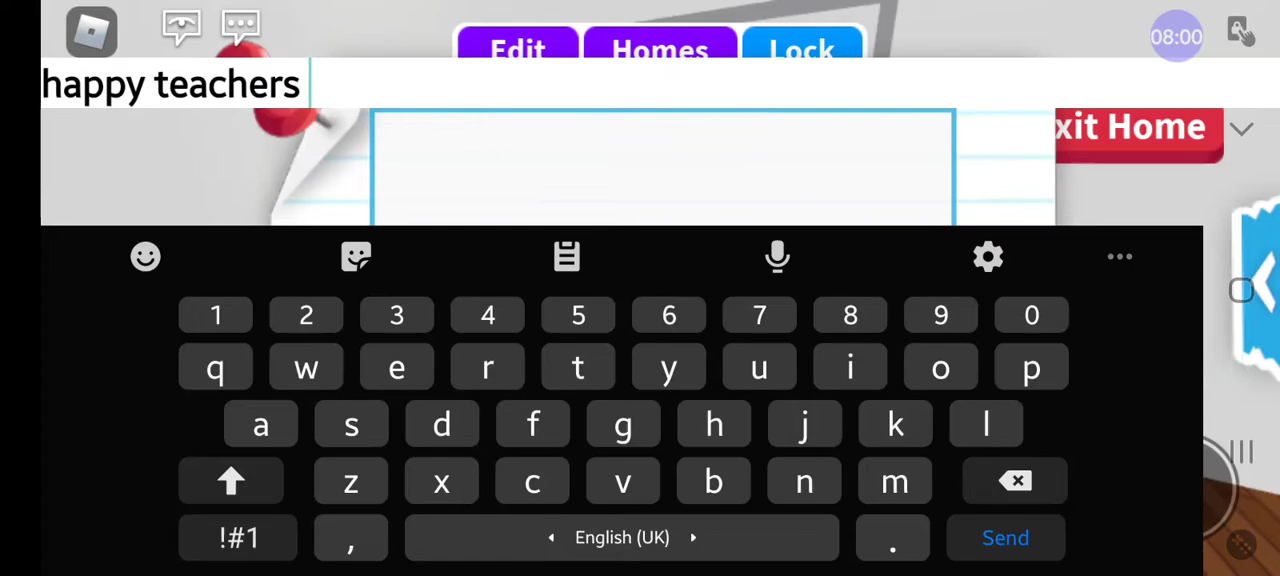 Edit Homes Lock
08:00
happy teachers
xit Home
1 2 3 4 5 6 7 8 9 0
q w e r t y u i o p
a s d f g h j k l
z x c v b n m
!#1 , English (UK) . Send